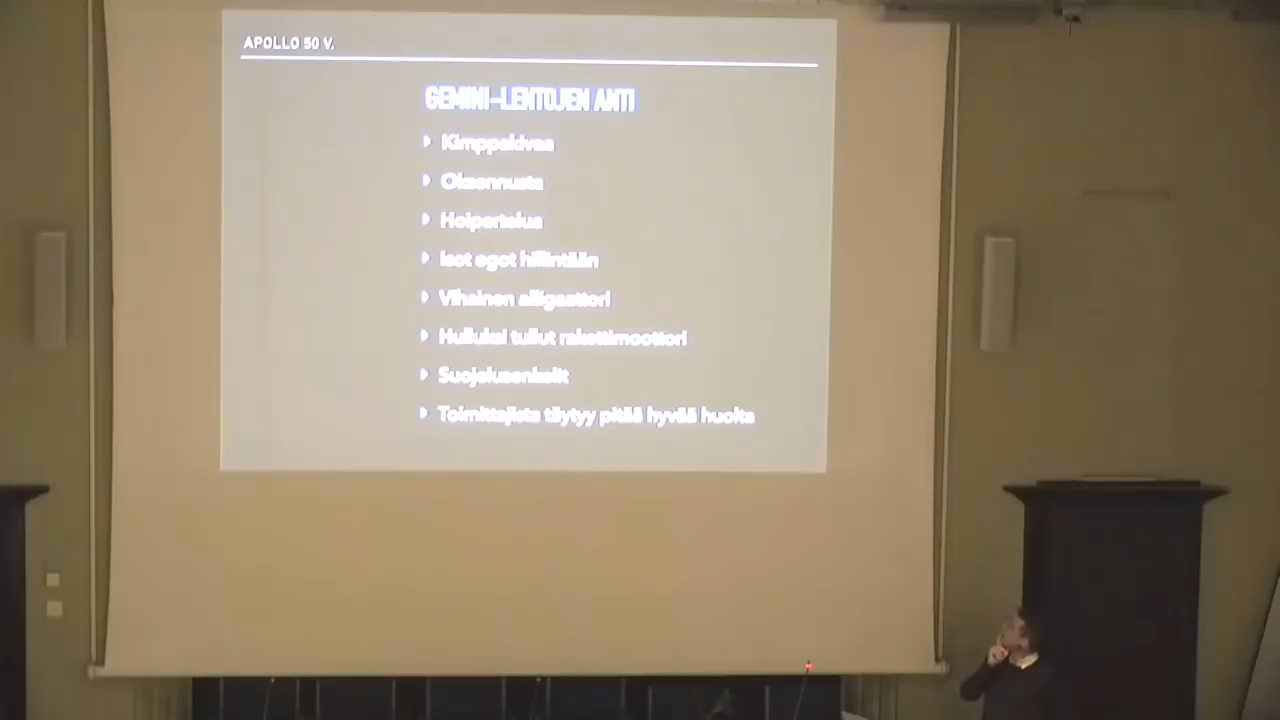 APOLLO 50 V.
GEMINI-LENTOJEN ANTI
Kimppakivaa
Oksennusta
Hoipertelua
Isot egot hillintään
Vihainen alligaattori
Hulluksi tullut rakettimoottori
Suojelusenkelit
Toimittajista täytyy pitää hyvää huolta